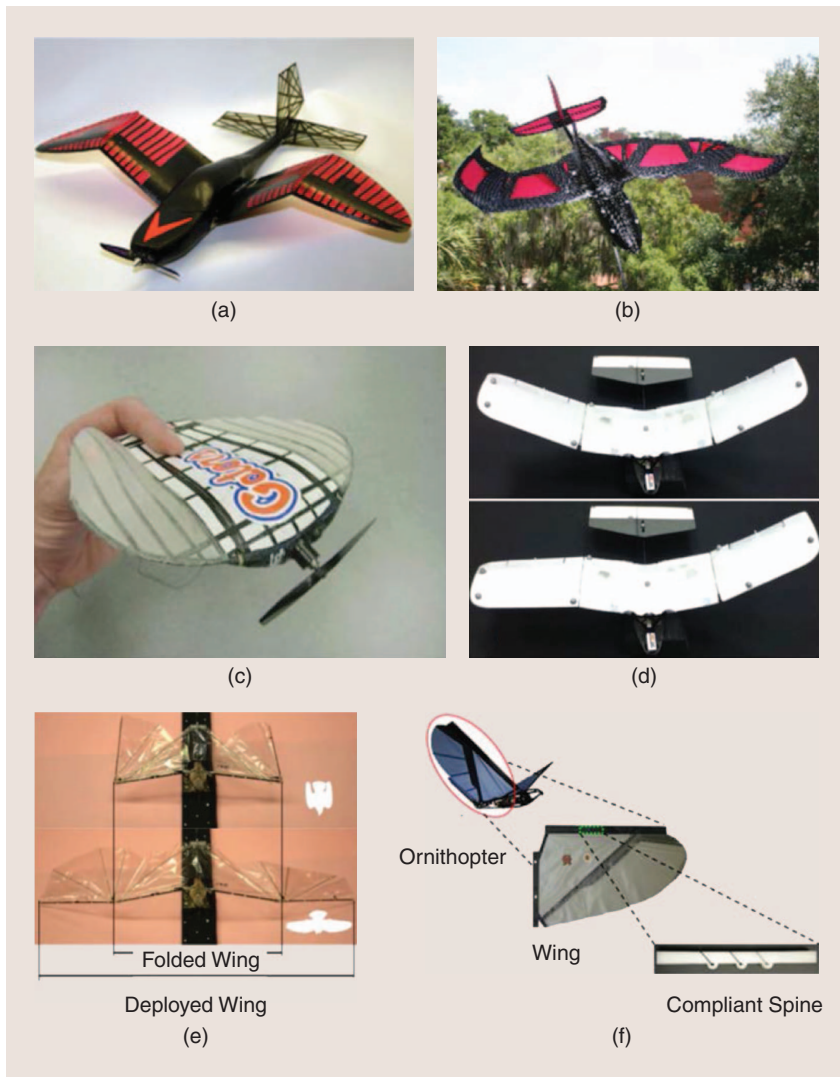 (a)
(b)
Gators
(c)
(d)
Folded Wing
Deployed Wing
(e)
Ornithopter
Wing
Compliant Spine
(f)